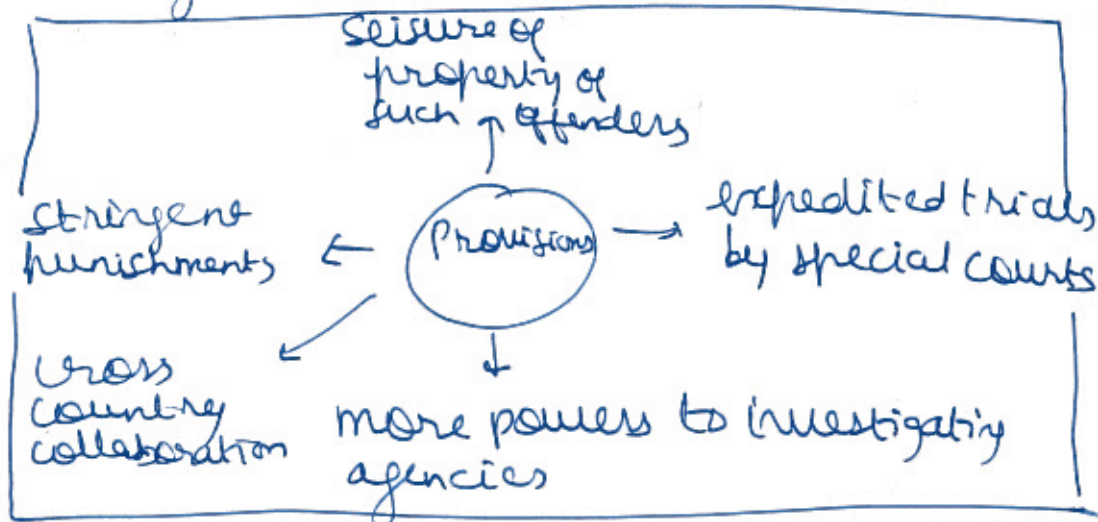 seisure of
property of
such offenders
stringent
punishments
Provisions
expedited trials
by special courts
cross
country
collaboration
more powers to investigating
agencies